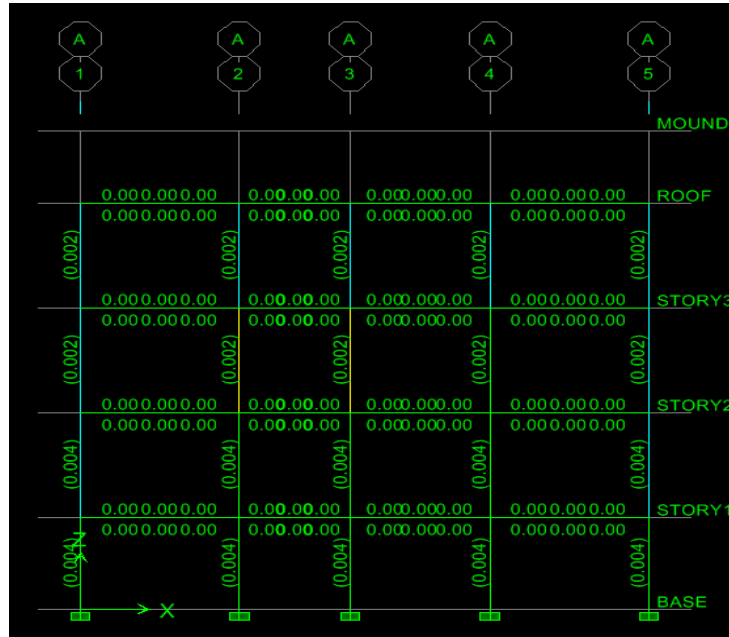 A A A A A
1 2 3 4 5
MOUND
0.00 0.00 0.00 0.00 0.00 0.00 0.00 0.00 0.00 0.00 0.00 0.00 ROOF
0.00 0.00 0.00 0.00 0.00 0.00 0.00 0.00 0.00 0.00 0.00 0.00
(0.002) (0.002) (0.002) (0.002) (0.002)
0.00 0.00 0.00 0.00 0.00 0.00 0.00 0.00 0.00 0.00 0.00 0.00 STORY3
0.00 0.00 0.00 0.00 0.00 0.00 0.00 0.00 0.00 0.00 0.00 0.00
(0.002) (0.002) (0.002) (0.002) (0.002)
0.00 0.00 0.00 0.00 0.00 0.00 0.00 0.00 0.00 0.00 0.00 0.00 STORY2
0.00 0.00 0.00 0.00 0.00 0.00 0.00 0.00 0.00 0.00 0.00 0.00
(0.004) (0.004) (0.004) (0.004) (0.004)
0.00 0.00 0.00 0.00 0.00 0.00 0.00 0.00 0.00 0.00 0.00 0.00 STORY1
0.00 0.00 0.00 0.00 0.00 0.00 0.00 0.00 0.00 0.00 0.00 0.00
Z
(0.004) (0.004) (0.004) (0.004) (0.004)
X BASE